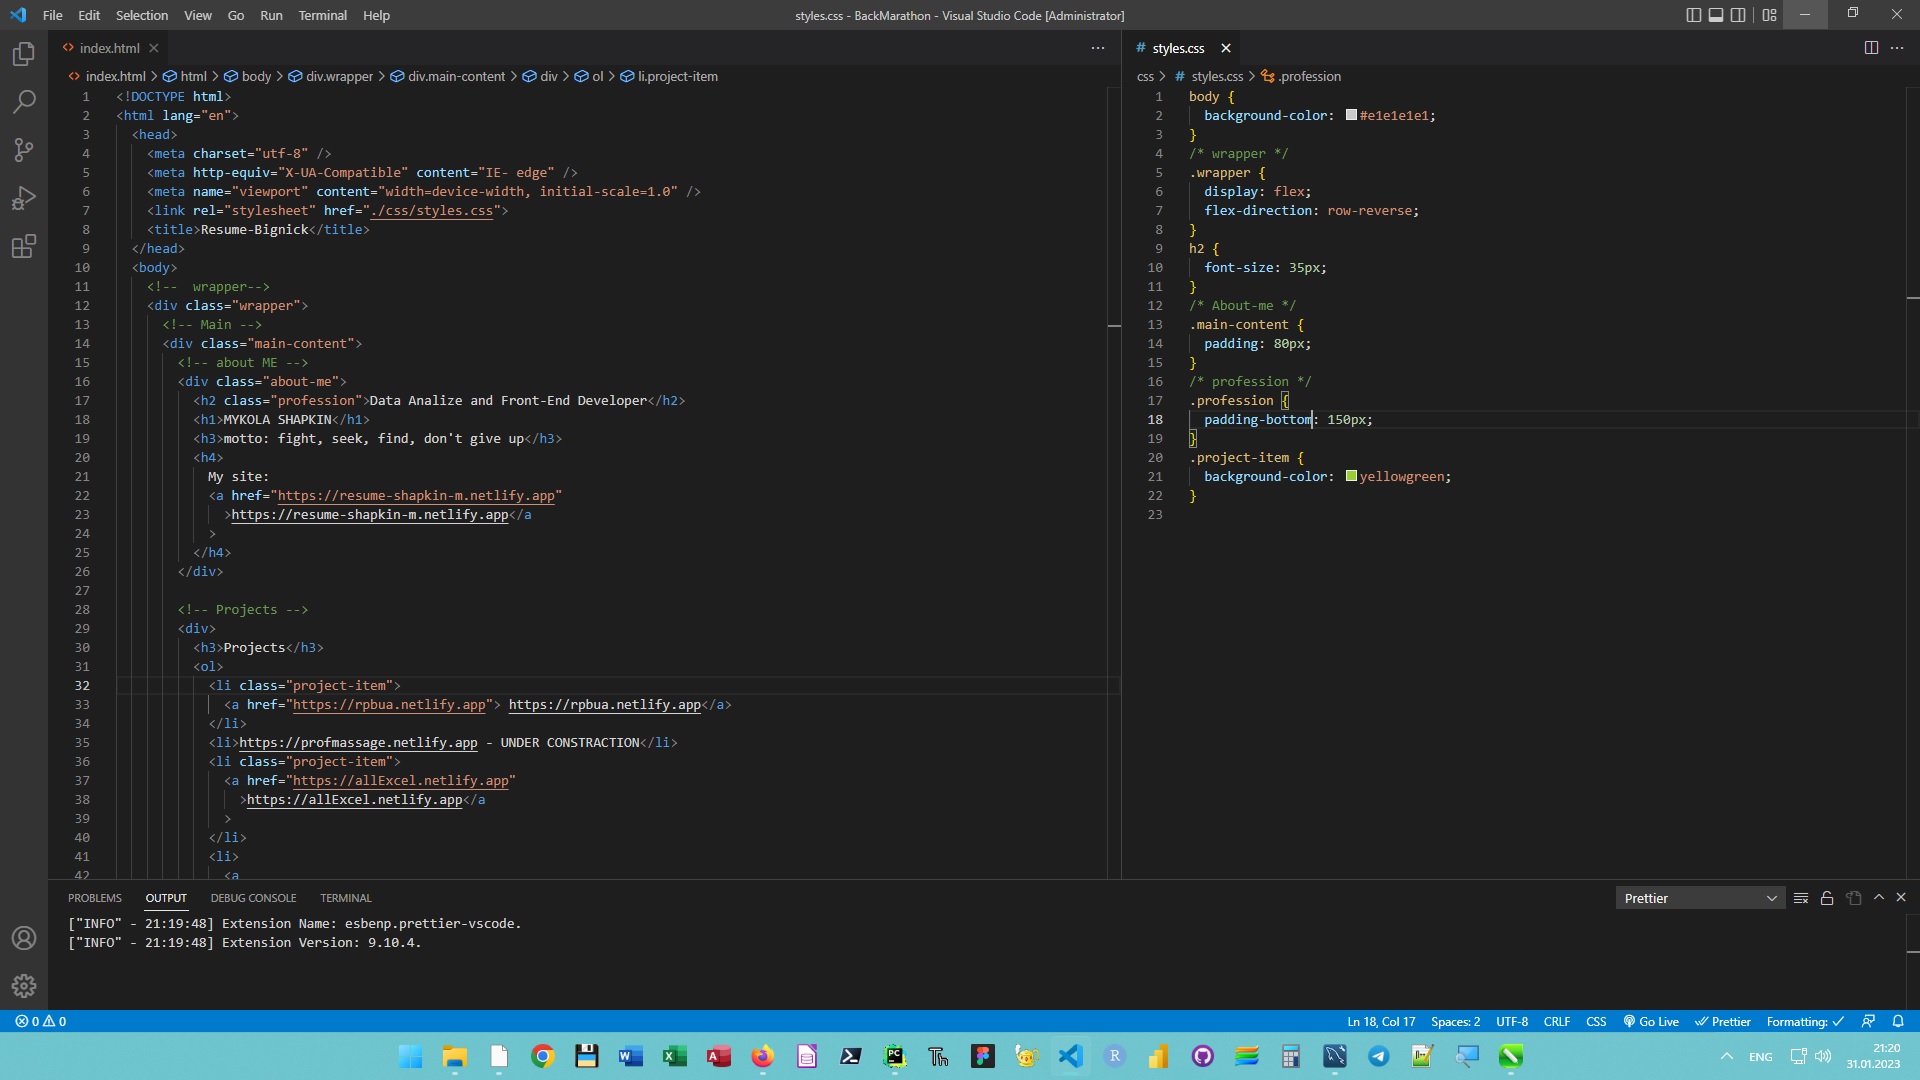 File Edit Selection View Go Run Terminal Help
styles.css - BackMarathon - Visual Studio Code [Administrator]
index.html
index.html > html > body > div.wrapper > div.main-content > div > ol > li.project-item
1 <!DOCTYPE html>
2 <html lang="en">
3 <head>
4 <meta charset="utf-8" />
5 <meta http-equiv="X-UA-Compatible" content="IE- edge" />
6 <meta name="viewport" content="width=device-width, initial-scale=1.0" />
7 <link rel="stylesheet" href="./css/styles.css">
8 <title>Resume-Bignick</title>
9 </head>
10 <body>
11 <!--  wrapper-->
12 <div class="wrapper">
13 <!-- Main -->
14 <div class="main-content">
15 <!-- about ME -->
16 <div class="about-me">
17 <h2 class="profession">Data Analize and Front-End Developer</h2>
18 <h1>MYKOLA SHAPKIN</h1>
19 <h3>motto: fight, seek, find, don't give up</h3>
20 <h4>
21 My site:
22 <a href="https://resume-shapkin-m.netlify.app"
23 >https://resume-shapkin-m.netlify.app</a
24 >
25 </h4>
26 </div>
27
28 <!-- Projects -->
29 <div>
30 <h3>Projects</h3>
31 <ol>
32 <li class="project-item">
33 <a href="https://rpbua.netlify.app"> https://rpbua.netlify.app</a>
34 </li>
35 <li>https://profmassage.netlify.app - UNDER CONSTRACTION</li>
36 <li class="project-item">
37 <a href="https://allExcel.netlify.app"
38 >https://allExcel.netlify.app</a
39 >
40 </li>
41 <li>
42 <a
# styles.css
css > # styles.css > .profession
1 body {
2 background-color: #e1e1e1e1;
3 }
4 /* wrapper */
5 .wrapper {
6 display: flex;
7 flex-direction: row-reverse;
8 }
9 h2 {
10 font-size: 35px;
11 }
12 /* About-me */
13 .main-content {
14 padding: 80px;
15 }
16 /* profession */
17 .profession {
18 padding-bottom: 150px;
19 }
20 .project-item {
21 background-color: yellowgreen;
22 }
23
PROBLEMS OUTPUT DEBUG CONSOLE TERMINAL
Prettier
["INFO" - 21:19:48] Extension Name: esbenp.prettier-vscode.
["INFO" - 21:19:48] Extension Version: 9.10.4.
0 0
Ln 18, Col 17 Spaces: 2 UTF-8 CRLF CSS Go Live Prettier Formatting:
ENG
21:20
31.01.2023